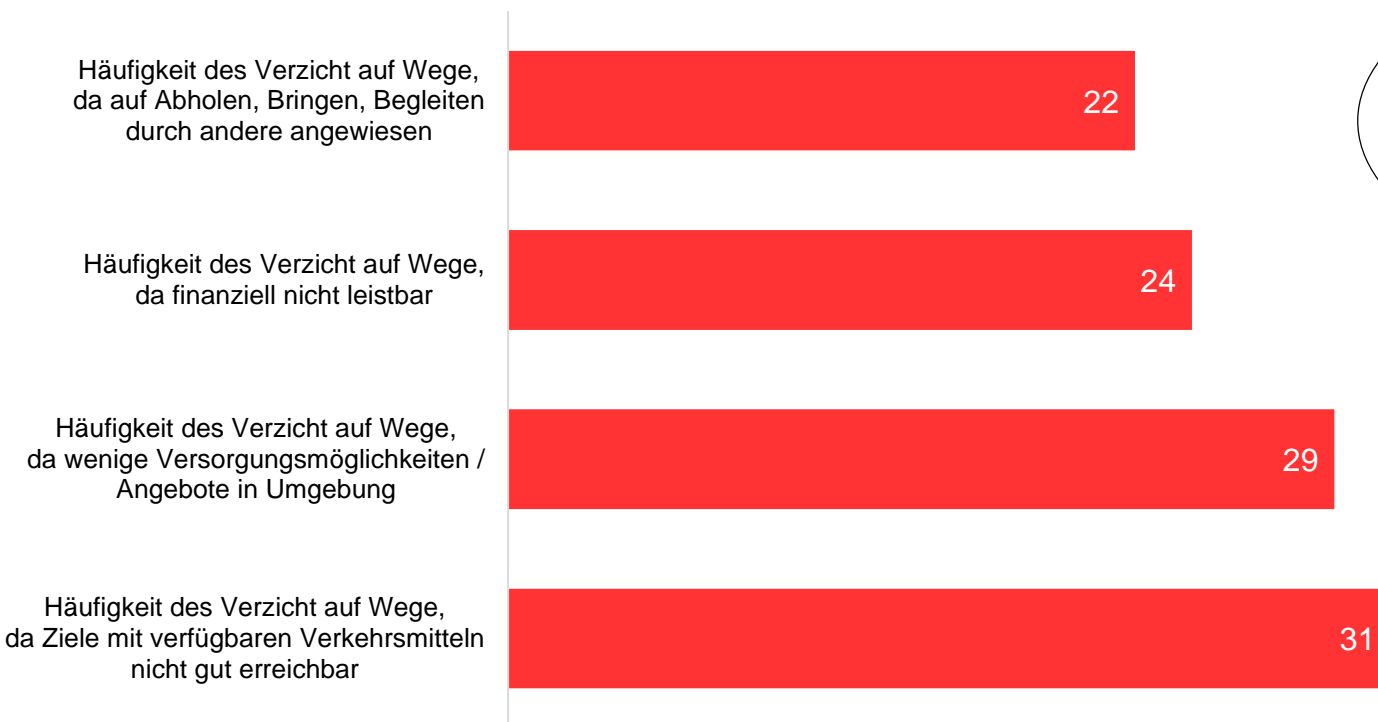 Häufigkeit des Verzicht auf Wege,
da auf Abholen, Bringen, Begleiten
durch andere angewiesen
22
Häufigkeit des Verzicht auf Wege,
da finanziell nicht leistbar
24
Häufigkeit des Verzicht auf Wege,
da wenige Versorgungsmöglichkeiten /
Angebote in Umgebung
29
Häufigkeit des Verzicht auf Wege,
da Ziele mit verfügbaren Verkehrsmitteln
nicht gut erreichbar
31